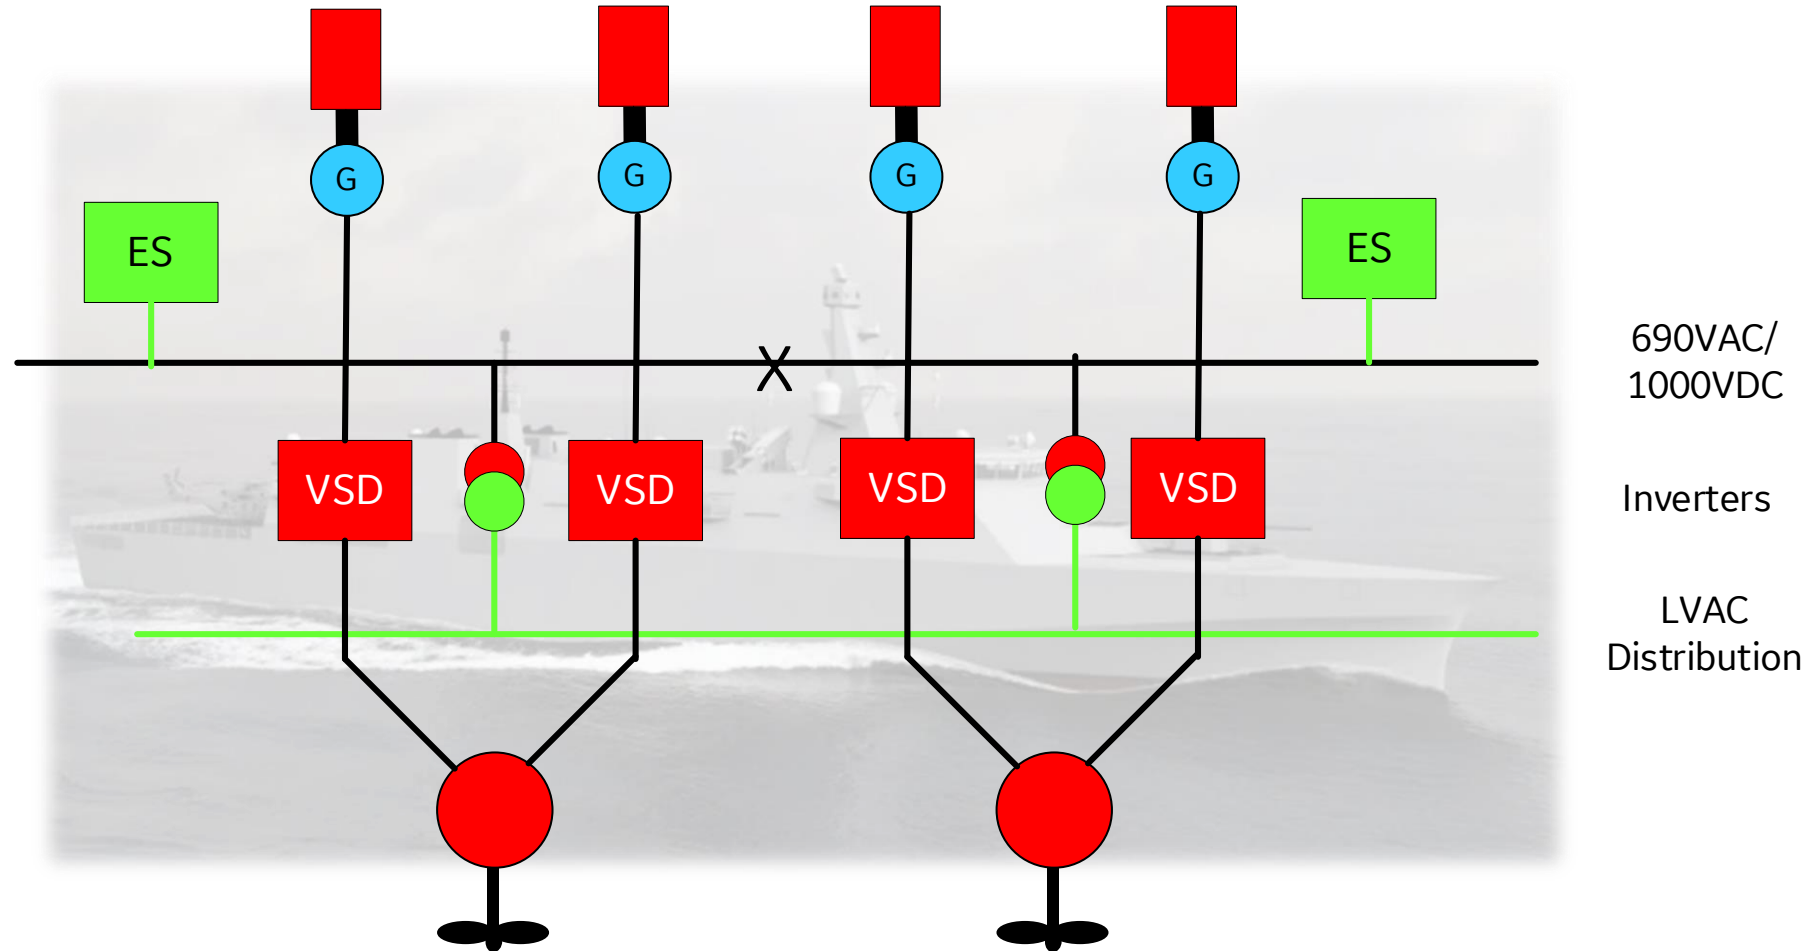 G
G
G
G
ES
ES
690VAC/
1000VDC
X
VSD
VSD
VSD
VSD
Inverters
LVAC
Distribution